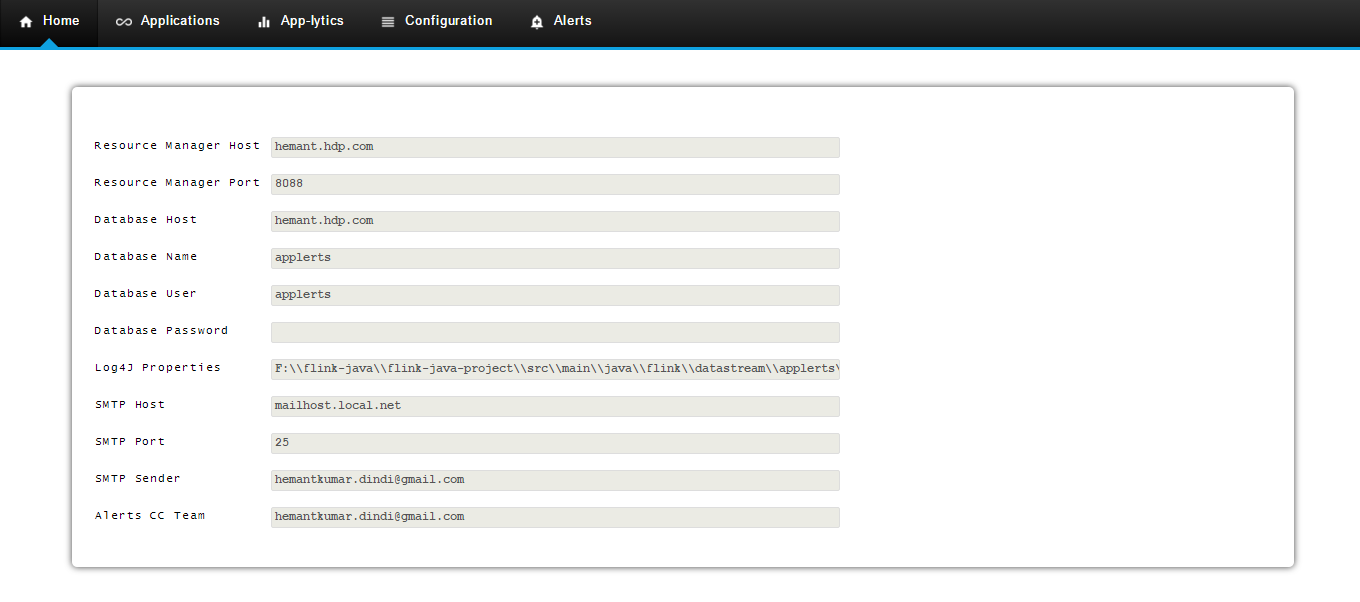 Home Applications App-lytics Configuration Alerts
Resource Manager Host hemant.hdp.com
Resource Manager Port 8088
Database Host hemant.hdp.com
Database Name applerts
Database User applerts
Database Password
Log4J Properties F:\\flink-java\\flink-java-project\\src\\main\\java\\flink\\datastream\\applerts\
SMTP Host mailhost.local.net
SMTP Port 25
SMTP Sender hemantkumar.dindi@gmail.com
Alerts CC Team hemantkumar.dindi@gmail.com